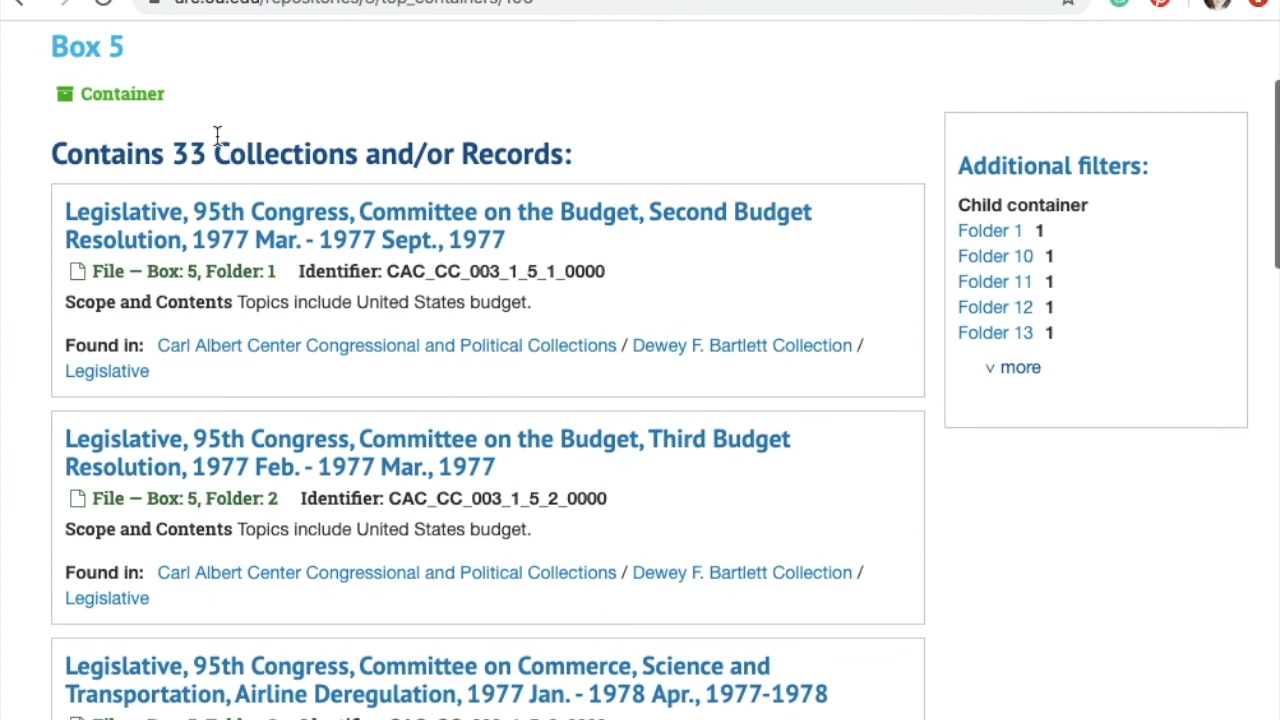 Box 5
Container
Contains 33 Collections and/or Records:
Legislative, 95th Congress, Committee on the Budget, Second Budget
Resolution, 1977 Mar. - 1977 Sept., 1977
File — Box: 5, Folder: 1 Identifier: CAC_CC_003_1_5_1_0000
Scope and Contents Topics include United States budget.
Found in: Carl Albert Center Congressional and Political Collections / Dewey F. Bartlett Collection /
Legislative
Legislative, 95th Congress, Committee on the Budget, Third Budget
Resolution, 1977 Feb. - 1977 Mar., 1977
File — Box: 5, Folder: 2 Identifier: CAC_CC_003_1_5_2_0000
Scope and Contents Topics include United States budget.
Found in: Carl Albert Center Congressional and Political Collections / Dewey F. Bartlett Collection /
Legislative
Legislative, 95th Congress, Committee on Commerce, Science and
Transportation, Airline Deregulation, 1977 Jan. - 1978 Apr., 1977-1978
Additional filters:
Child container
Folder 1 1
Folder 10 1
Folder 11 1
Folder 12 1
Folder 13 1
v more